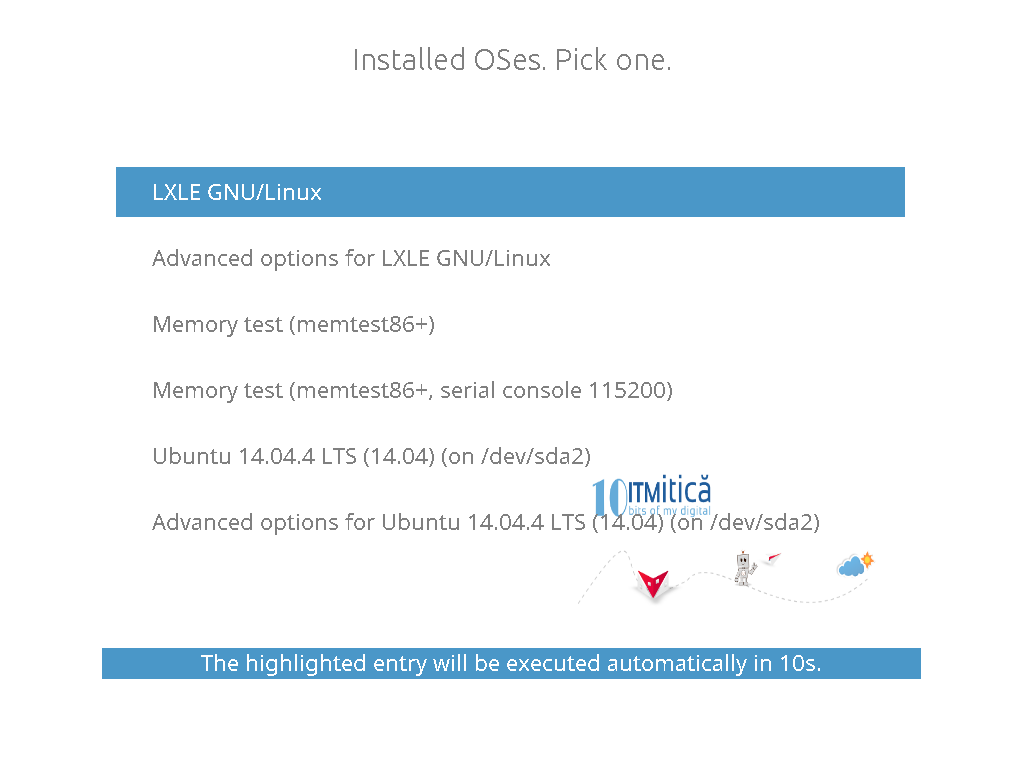 Installed OSes. Pick one.
LXLE GNU/Linux
Advanced options for LXLE GNU/Linux
Memory test (memtest86+)
Memory test (memtest86+, serial console 115200)
Ubuntu 14.04.4 LTS (14.04) (on /dev/sda2)
10 ITMitică
bits of my digital
Advanced options for Ubuntu 14.04.4 LTS (14.04) (on /dev/sda2)
The highlighted entry will be executed automatically in 10s.